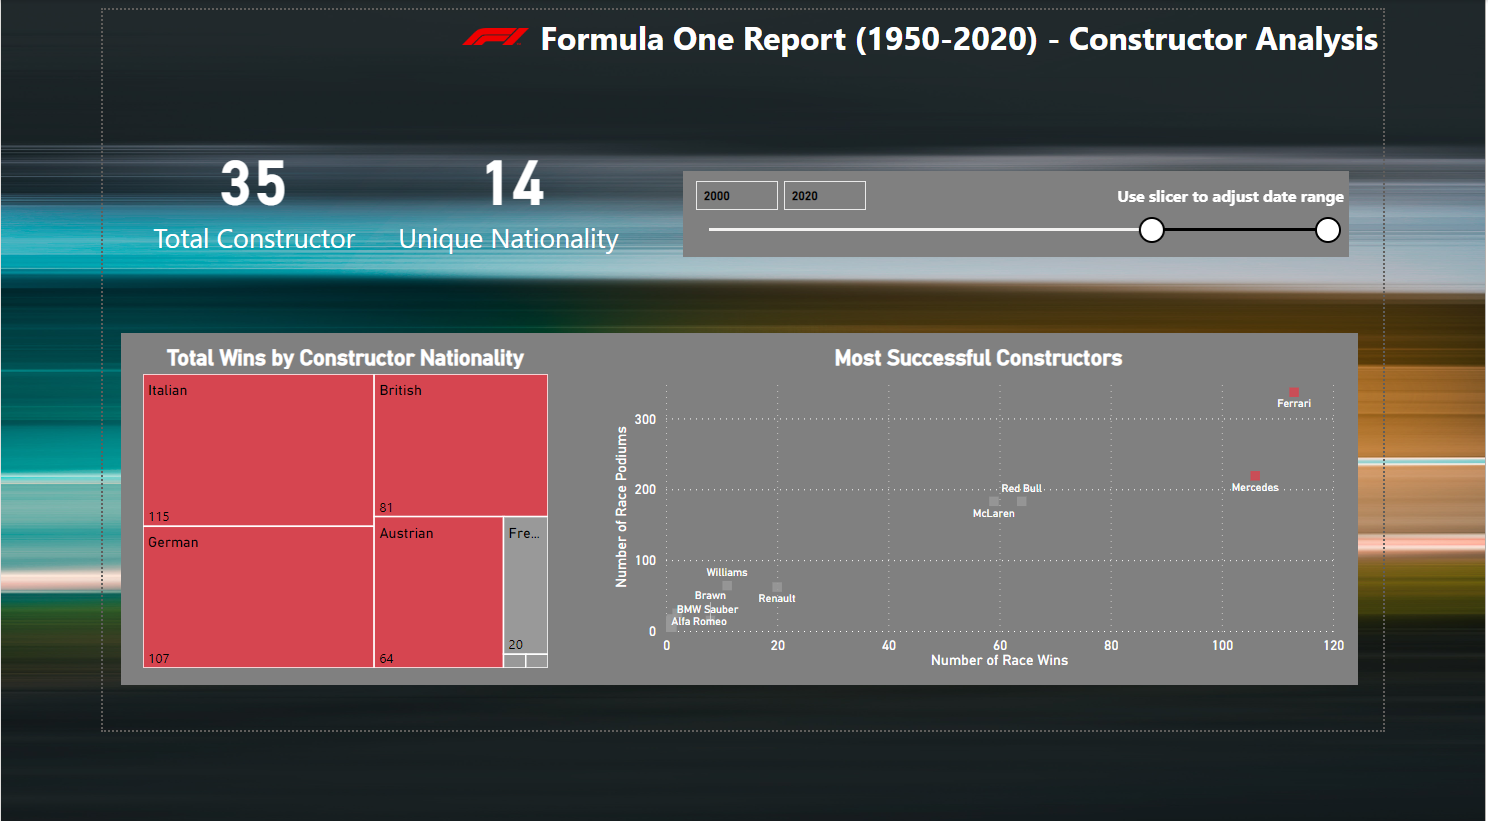 Formula One Report (1950-2020) - Constructor Analysis
35
Total Constructor
14
Unique Nationality
2000
2020
Use slicer to adjust date range
Total Wins by Constructor Nationality
Italian
115
German
107
British
81
Austrian
64
Fre...
20
Most Successful Constructors
Number of Race Podiums
300
200
100
0
Ferrari
Mercedes
Red Bull
McLaren
Williams
Renault
Brawn
BMW Sauber
Alfa Romeo
0
20
40
60
80
100
120
Number of Race Wins